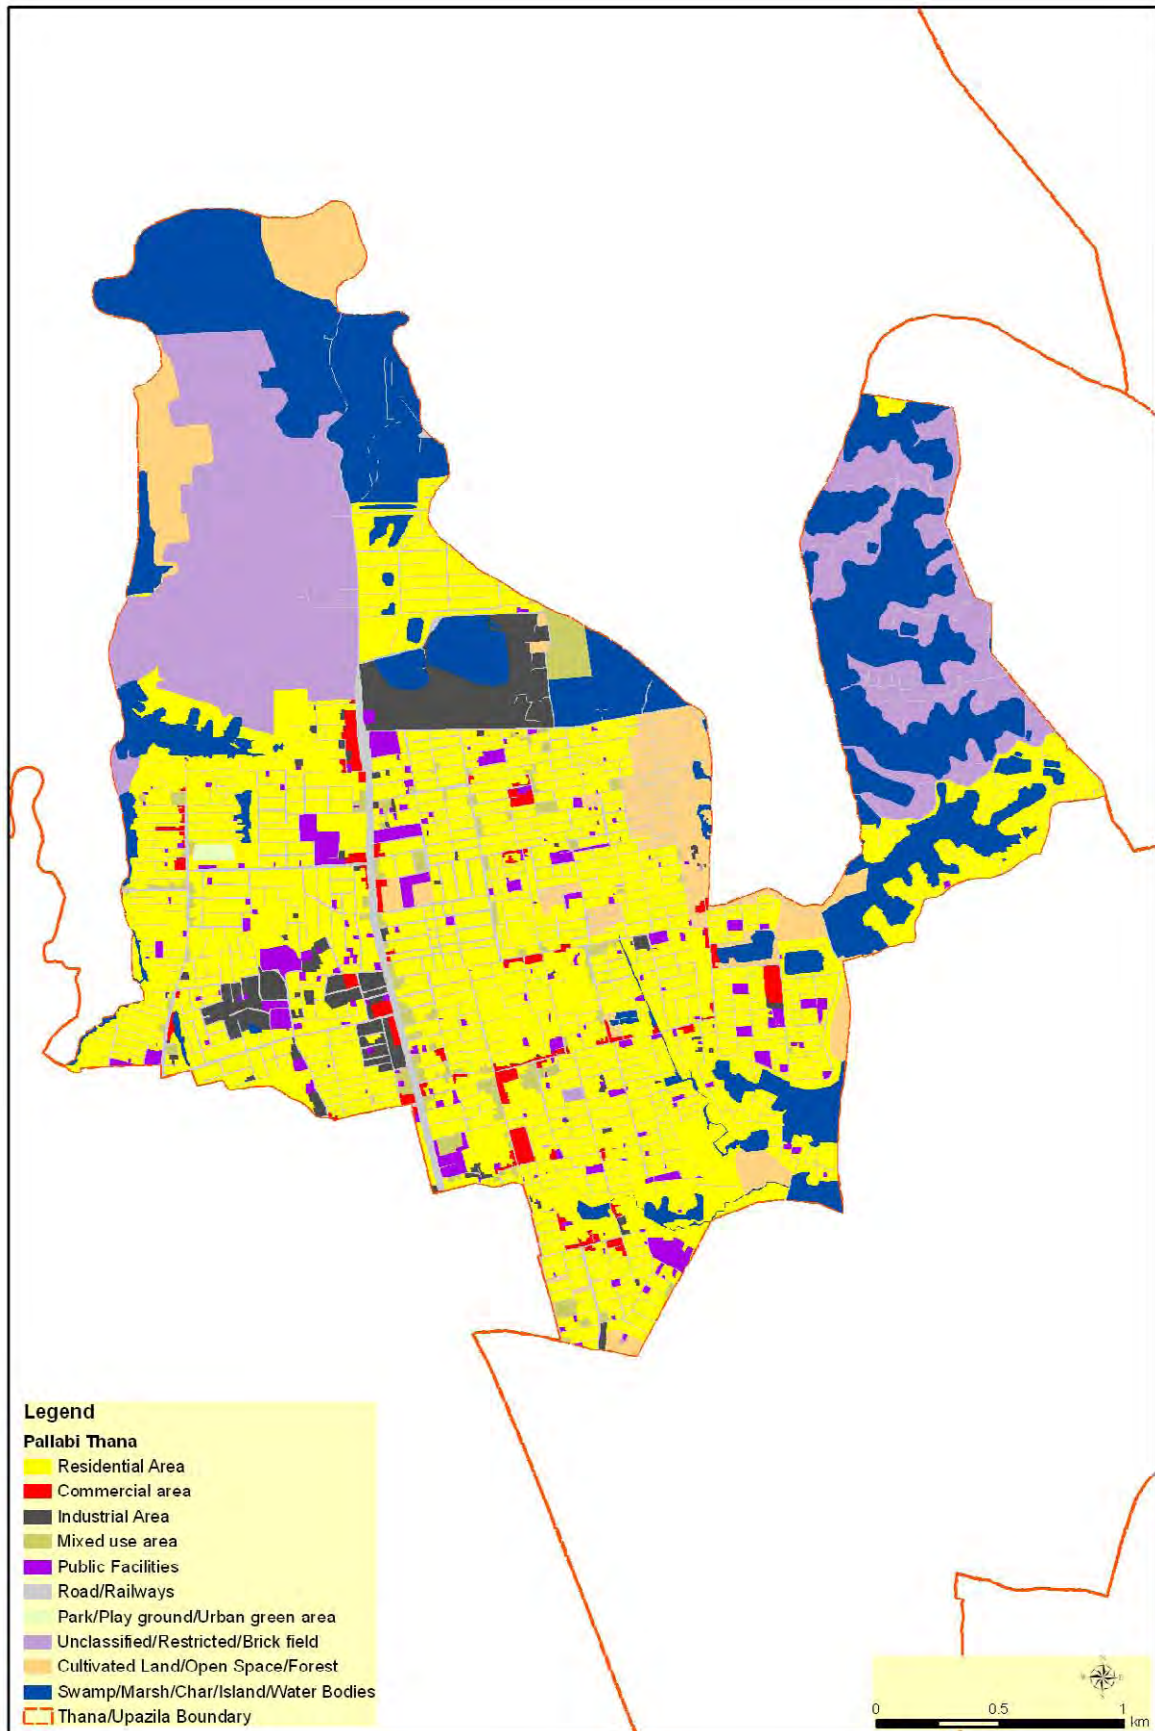 Legend
Pallabi Thana
Residential Area
Commercial area
Industrial Area
Mixed use area
Public Facilities
Road/Railways
Park/Play ground/Urban green area
Unclassified/Restricted/Brick field
Cultivated Land/Open Space/Forest
Swamp/Marsh/Char/Island/Water Bodies
Thana/Upazila Boundary
0 0.5 1
km